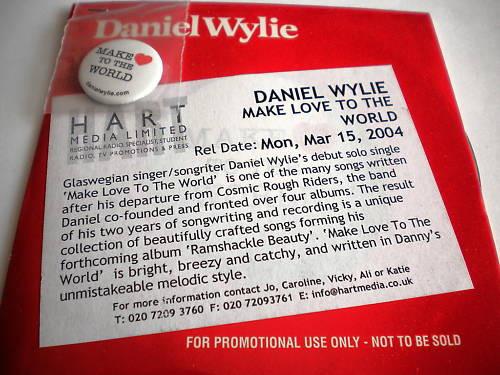 Daniel Wylie
MAKE
TO THE
WORLD
danielwylie.com
HART
MEDIA LIMITED
REGIONAL RADIO, SPECIALIST, STUDENT
RADIO, TV PROMOTIONS & PRESS
DANIEL WYLIE
MAKE LOVE TO THE
WORLD
Rel Date: Mon, Mar 15, 2004
Glaswegian singer/songriter Daniel Wylie's debut solo single
'Make Love To The World' is one of the many songs written
after his departure from Cosmic Rough Riders, the band
Daniel co-founded and fronted over four albums. The result
of his two years of songwriting and recording is a unique
collection of beautifully crafted songs forming his
forthcoming album 'Ramshackle Beauty'. 'Make Love To The
World' is bright, breezy and catchy, and written in Danny's
unmistakeable melodic style.
For more information contact Jo, Caroline, Vicky, Ali or Katie
T: 020 7209 3760 F: 020 72093761 E: info@hartmedia.co.uk
FOR PROMOTIONAL USE ONLY - NOT TO BE SOLD